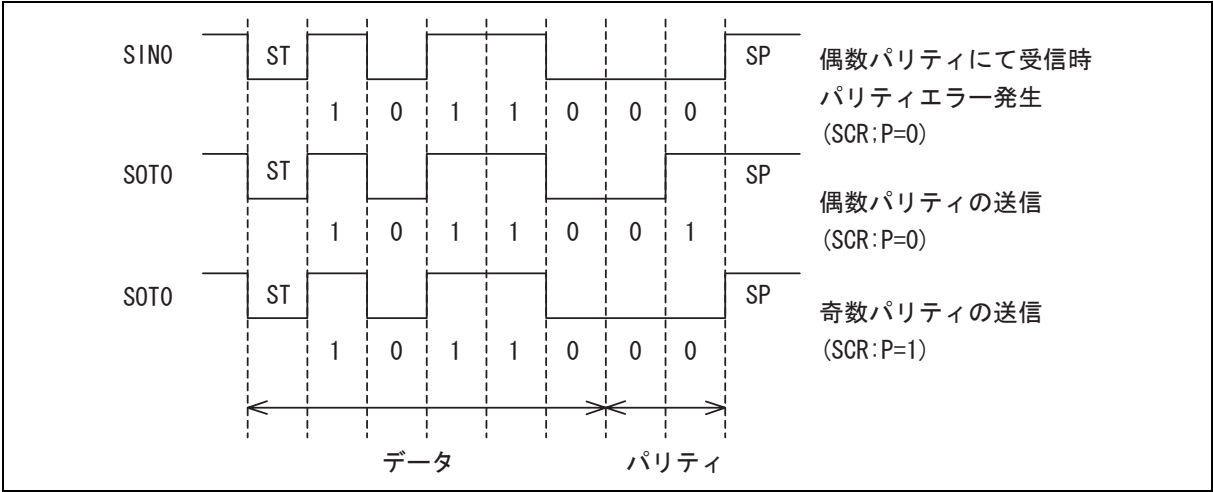 SIN0 ST SP
偶数パリティにて受信時
パリティエラー発生
(SCR;P=0)
1 0 1 1 0 0 0
SOT0 ST SP
偶数パリティの送信
(SCR:P=0)
1 0 1 1 0 0 1
SOT0 ST SP
奇数パリティの送信
(SCR:P=1)
1 0 1 1 0 0 0
データ パリティ